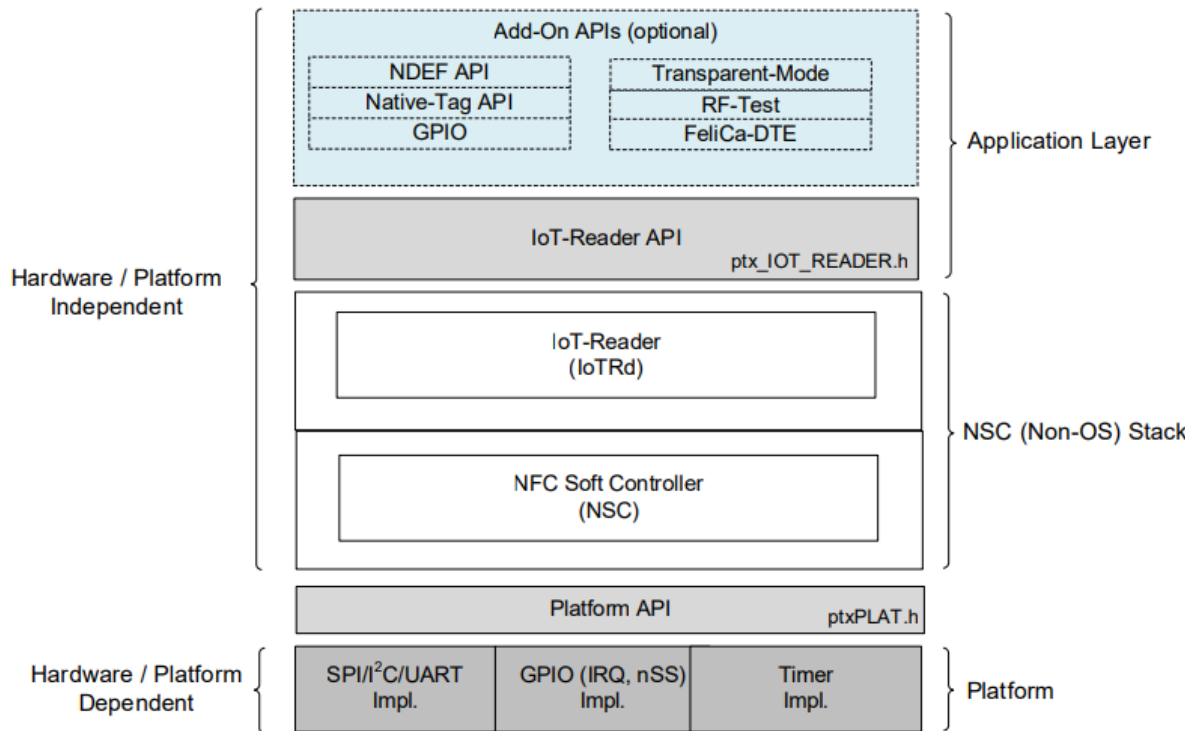 Add-On APIs (optional)
NDEF API
Native-Tag API
GPIO
Transparent-Mode
RF-Test
FeliCa-DTE
Application Layer
IoT-Reader API
ptx_IOT_READER.h
Hardware / Platform
Independent
IoT-Reader
(IoTRd)
NSC (Non-OS) Stack
NFC Soft Controller
(NSC)
Platform API
ptxPLAT.h
Hardware / Platform
Dependent
SPI/I²C/UART
Impl.
GPIO (IRQ, nSS)
Impl.
Timer
Impl.
Platform